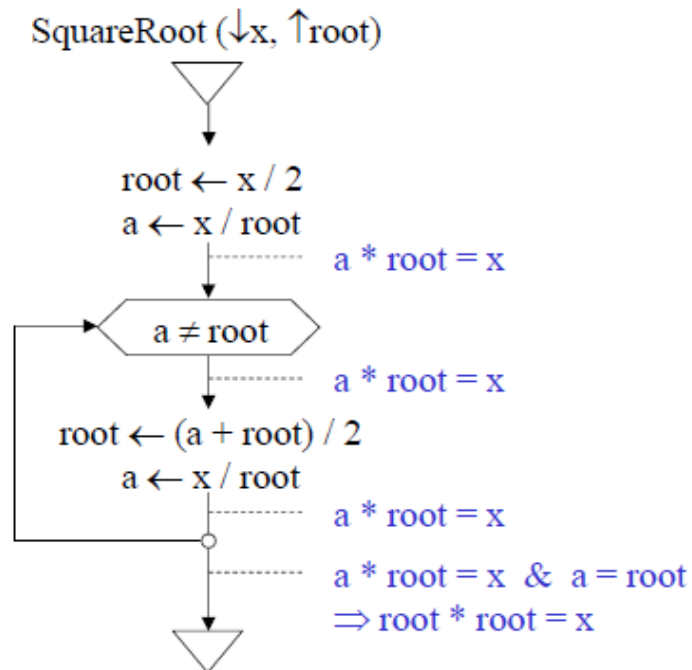 SquareRoot (↓x, ↑root)
root ← x / 2
a ← x / root
a * root = x
a ≠ root
a * root = x
root ← (a + root) / 2
a ← x / root
a * root = x
a * root = x & a = root
⇒ root * root = x